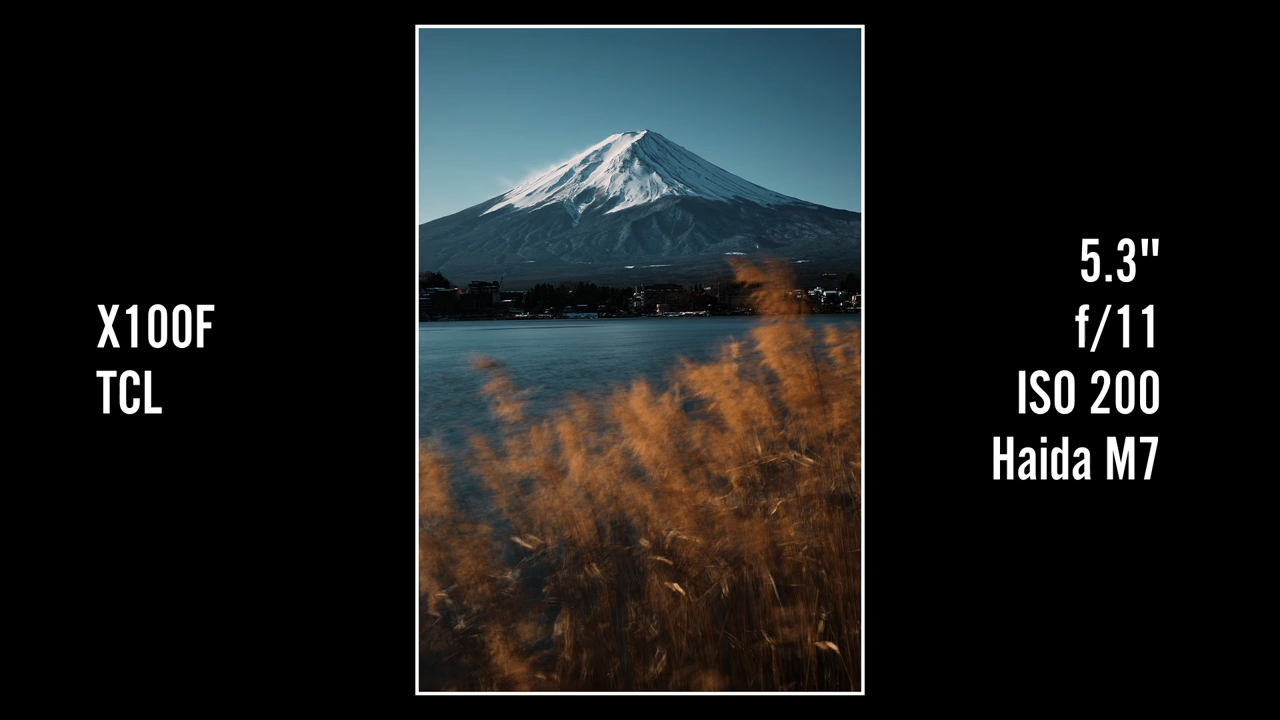 X100F
TCL
5.3"
f/11
ISO 200
Haida M7